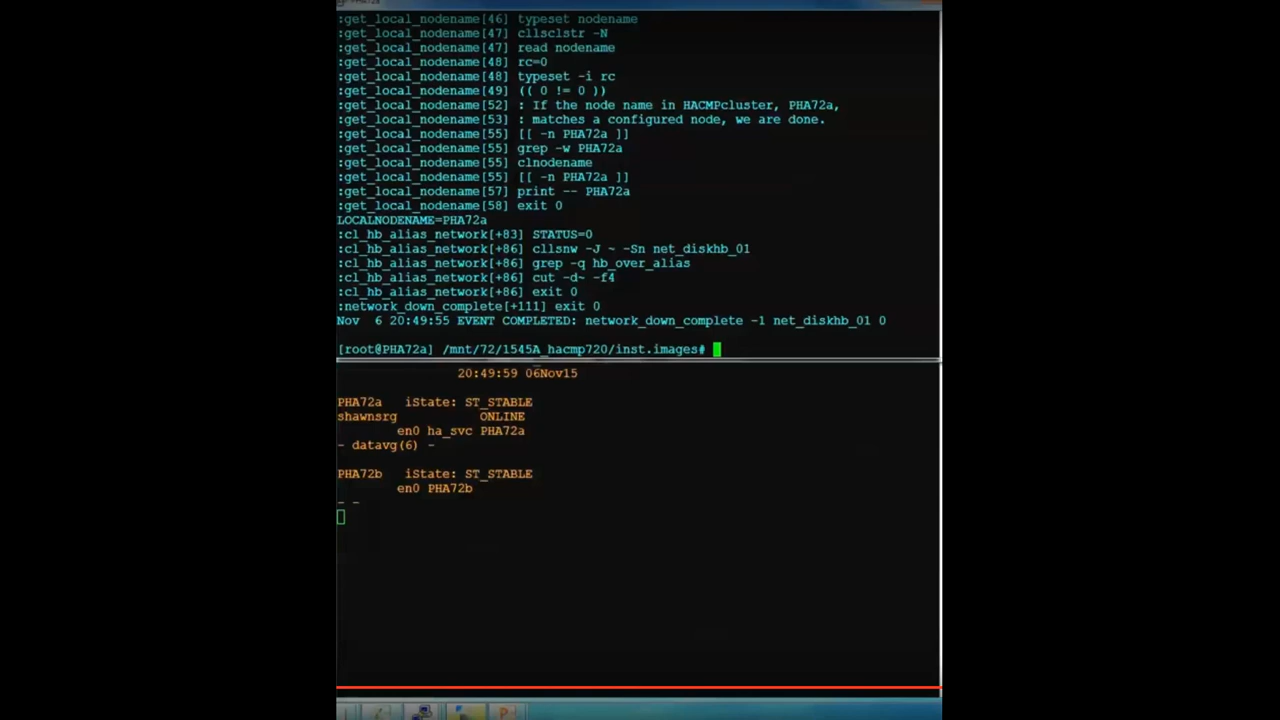 :get_local_nodename[46] typeset nodename
:get_local_nodename[47] cllsclstr -N
:get_local_nodename[47] read nodename
:get_local_nodename[48] rc=0
:get_local_nodename[48] typeset -i rc
:get_local_nodename[49] (( 0 != 0 ))
:get_local_nodename[52] : If the node name in HACMPcluster, PHA72a,
:get_local_nodename[53] : matches a configured node, we are done.
:get_local_nodename[55] [[ -n PHA72a ]]
:get_local_nodename[55] grep -w PHA72a
:get_local_nodename[55] clnodename
:get_local_nodename[55] [[ -n PHA72a ]]
:get_local_nodename[57] print -- PHA72a
:get_local_nodename[58] exit 0
LOCALNODENAME=PHA72a
:cl_hb_alias_network[+83] STATUS=0
:cl_hb_alias_network[+86] cllsnw -J ~ -Sn net_diskhb_01
:cl_hb_alias_network[+86] grep -q hb_over_alias
:cl_hb_alias_network[+86] cut -d~ -f4
:cl_hb_alias_network[+86] exit 0
:network_down_complete[+111] exit 0
Nov 6 20:49:55 EVENT COMPLETED: network_down_complete -1 net_diskhb_01 0
[root@PHA72a] /mnt/72/1545A_hacmp720/inst.images#
20:49:59 06Nov15
PHA72a iState: ST_STABLE
shawnsrg ONLINE
en0 ha_svc PHA72a
- datavg(6) -
PHA72b iState: ST_STABLE
en0 PHA72b
- -